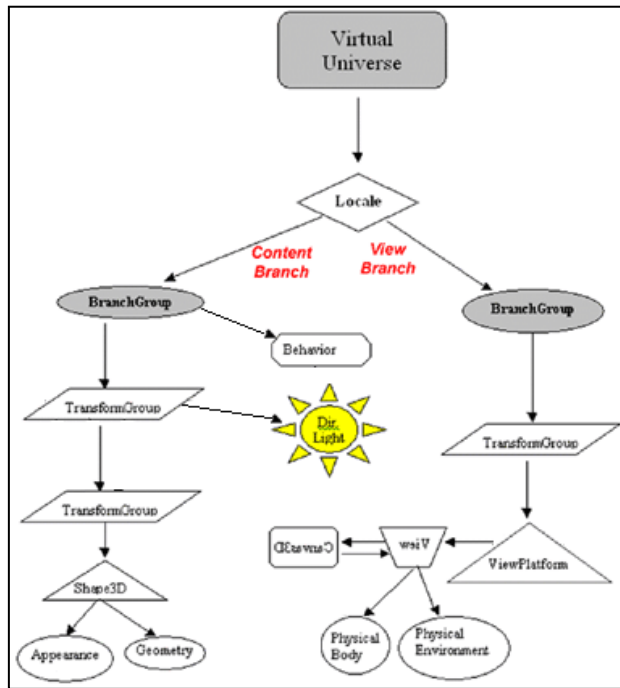 Virtual
Universe
Locale
Content
Branch
View
Branch
BranchGroup
BranchGroup
Behavior
TransformGroup
Dir.
Light
TransformGroup
TransformGroup
Canvas3D
View
ViewPlatform
Shape3D
Appearance
Geometry
Physical
Body
Physical
Environment